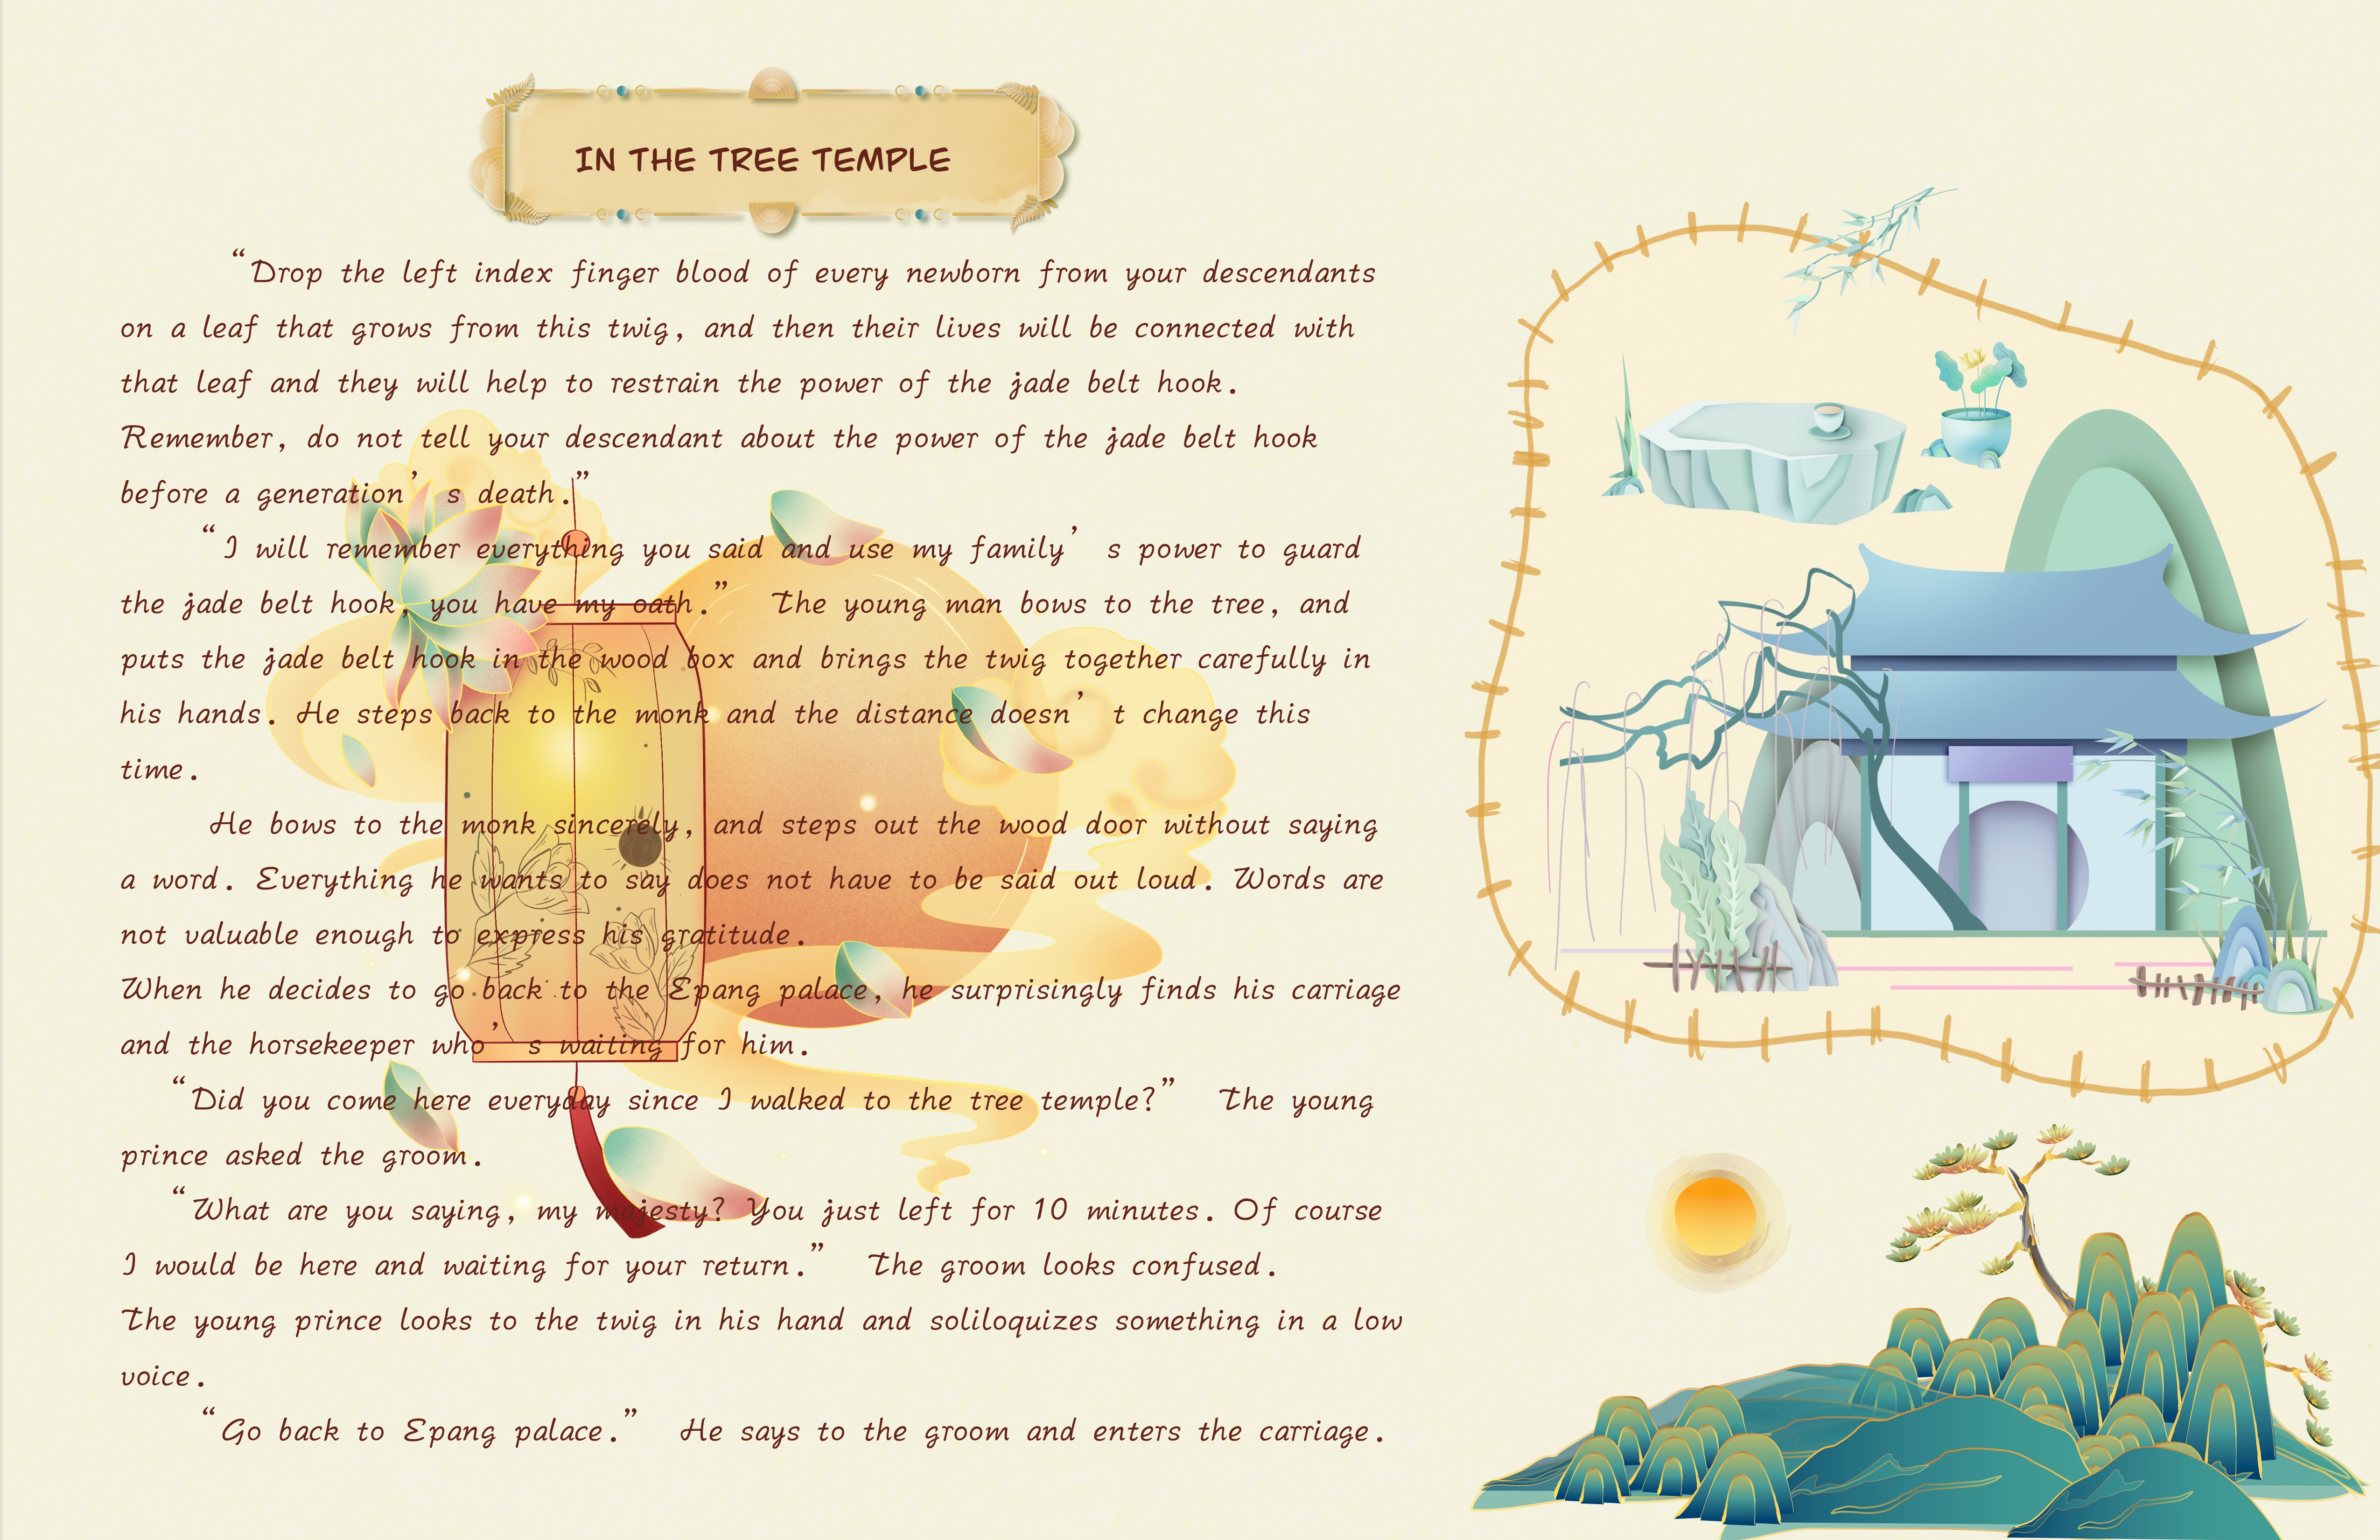 IN THE TREE TEMPLE
“Drop the left index finger blood of every newborn from your descendants
on a leaf that grows from this twig, and then their lives will be connected with
that leaf and they will help to restrain the power of the jade belt hook.
Remember, do not tell your descendant about the power of the jade belt hook
before a generation’s death.”
“I will remember everything you said and use my family’s power to guard
the jade belt hook, you have my oath.” The young man bows to the tree, and
puts the jade belt hook in the wood box and brings the twig together carefully in
his hands. He steps back to the monk and the distance doesn’t change this
time.
He bows to the monk sincerely, and steps out the wood door without saying
a word. Everything he wants to say does not have to be said out loud. Words are
not valuable enough to express his gratitude.
When he decides to go back to the Epang palace, he surprisingly finds his carriage
and the horsekeeper who’s waiting for him.
“Did you come here everyday since I walked to the tree temple?” The young
prince asked the groom.
“What are you saying, my majesty? You just left for 10 minutes. Of course
I would be here and waiting for your return.” The groom looks confused.
The young prince looks to the twig in his hand and soliloquizes something in a low
voice.
“Go back to Epang palace.” He says to the groom and enters the carriage.